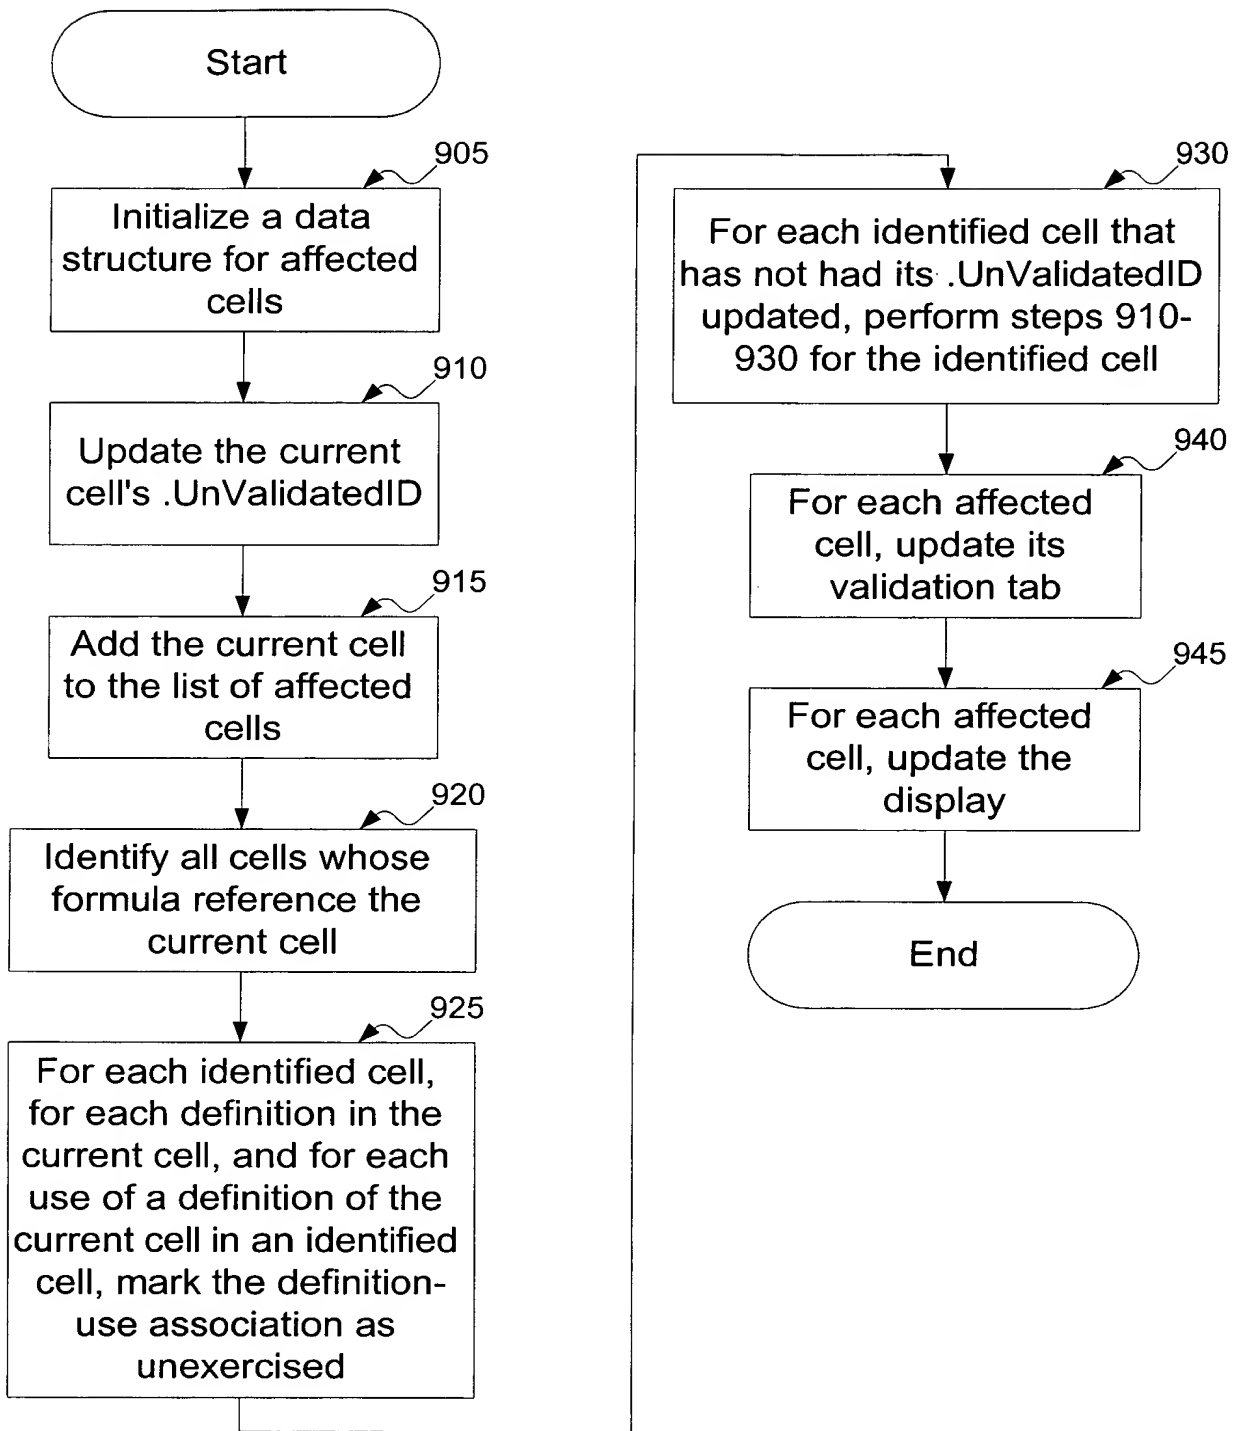 Start
905
Initialize a data
structure for affected
cells
910
Update the current
cell's .UnValidatedID
915
Add the current cell
to the list of affected
cells
920
Identify all cells whose
formula reference the
current cell
925
For each identified cell,
for each definition in the
current cell, and for each
use of a definition of the
current cell in an identified
cell, mark the definition-
use association as
unexercised
930
For each identified cell that
has not had its .UnValidatedID
updated, perform steps 910-
930 for the identified cell
940
For each affected
cell, update its
validation tab
945
For each affected
cell, update the
display
End